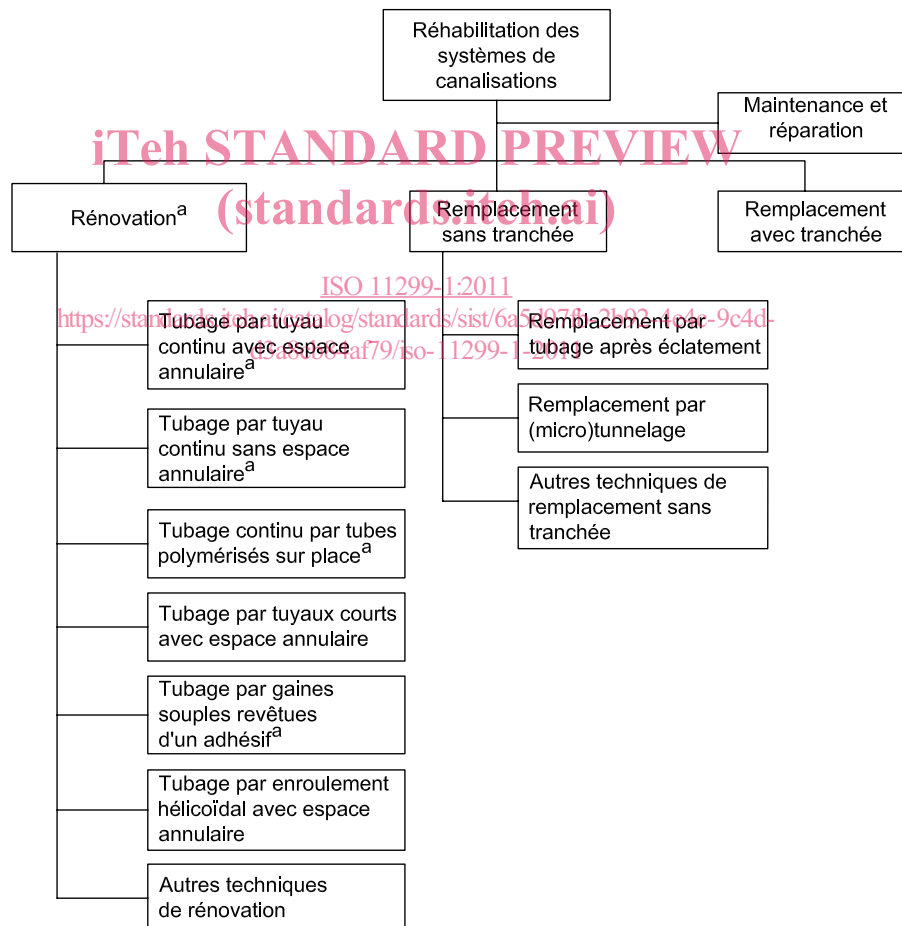 Réhabilitation des
systèmes de
canalisations
Maintenance et
réparation
iTeh STANDARD PREVIEW
(standards.iteh.ai)
Rénovationa
Remplacement
sans tranchée
Remplacement
avec tranchée
ISO 11299-1:2011
Tubage par tuyau
continu avec espace
annulairea
Tubage par tuyau
continu sans espace
annulairea
Tubage continu par tubes
polymérisés sur placea
Tubage par tuyaux courts
avec espace annulaire
Tubage par gaines
souples revêtues
d'un adhésifa
Tubage par enroulement
hélicoïdal avec espace
annulaire
Autres techniques
de rénovation
Remplacement par
tubage après éclatement
Remplacement par
(micro)tunnelage
Autres techniques de
remplacement sans
tranchée